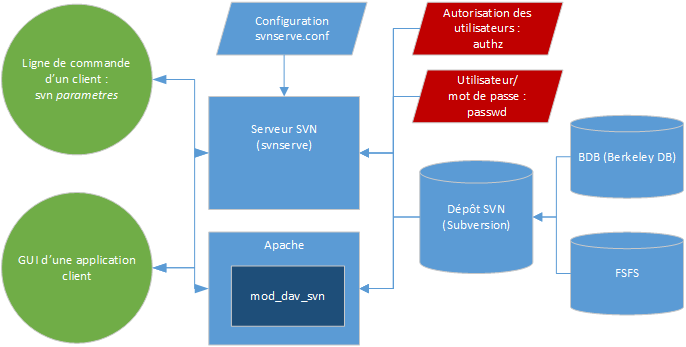 Configuration
svnserve.conf
Autorisation des
utilisateurs :
authz
Ligne de commande
d'un client :
svn parametres
Utilisateur/
mot de passe :
passwd
Serveur SVN
(svnserve)
BDB (Berkeley DB)
Dépôt SVN
(Subversion)
GUI d'une application
client
Apache
mod_dav_svn
FSFS